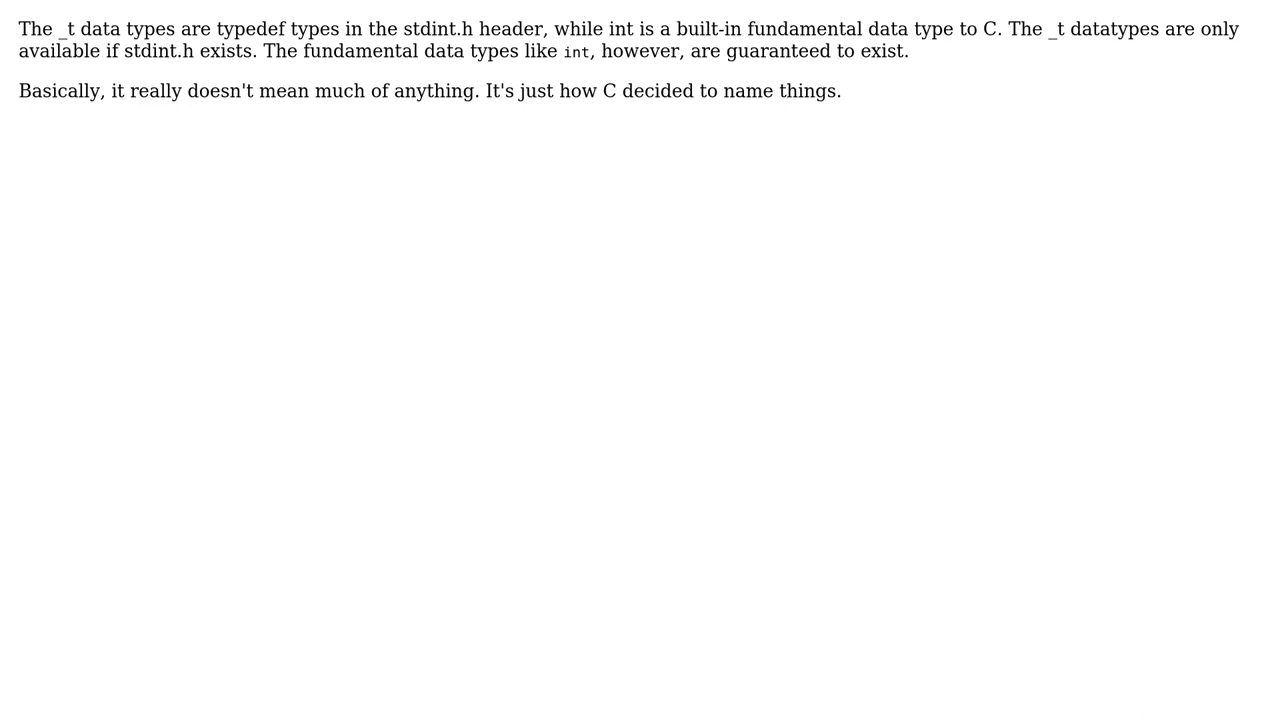 The _t data types are typedef types in the stdint.h header, while int is a built-in fundamental data type to C. The _t datatypes are only
available if stdint.h exists. The fundamental data types like int, however, are guaranteed to exist.
Basically, it really doesn't mean much of anything. It's just how C decided to name things.